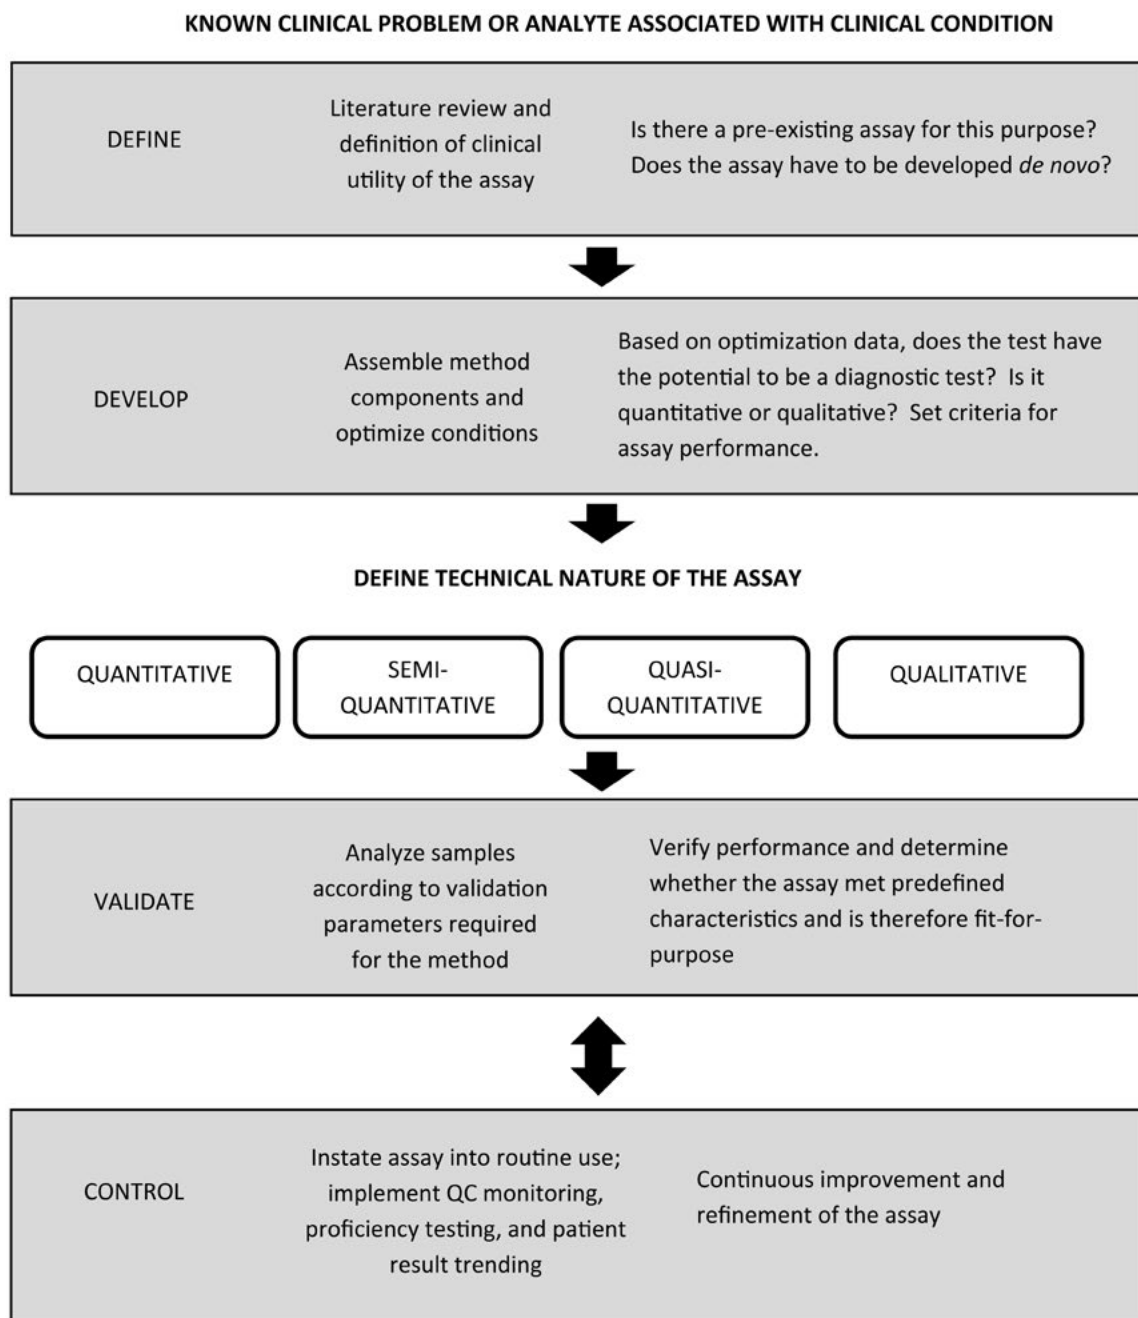 KNOWN CLINICAL PROBLEM OR ANALYTE ASSOCIATED WITH CLINICAL CONDITION
DEFINE
Literature review and
definition of clinical
utility of the assay
Is there a pre-existing assay for this purpose?
Does the assay have to be developed de novo?
DEVELOP
Assemble method
components and
optimize conditions
Based on optimization data, does the test have
the potential to be a diagnostic test?  Is it
quantitative or qualitative?  Set criteria for
assay performance.
DEFINE TECHNICAL NATURE OF THE ASSAY
QUANTITATIVE
SEMI-
QUANTITATIVE
QUASI-
QUANTITATIVE
QUALITATIVE
VALIDATE
Analyze samples
according to validation
parameters required
for the method
Verify performance and determine
whether the assay met predefined
characteristics and is therefore fit-for-
purpose
CONTROL
Instate assay into routine use;
implement QC monitoring,
proficiency testing, and patient
result trending
Continuous improvement and
refinement of the assay